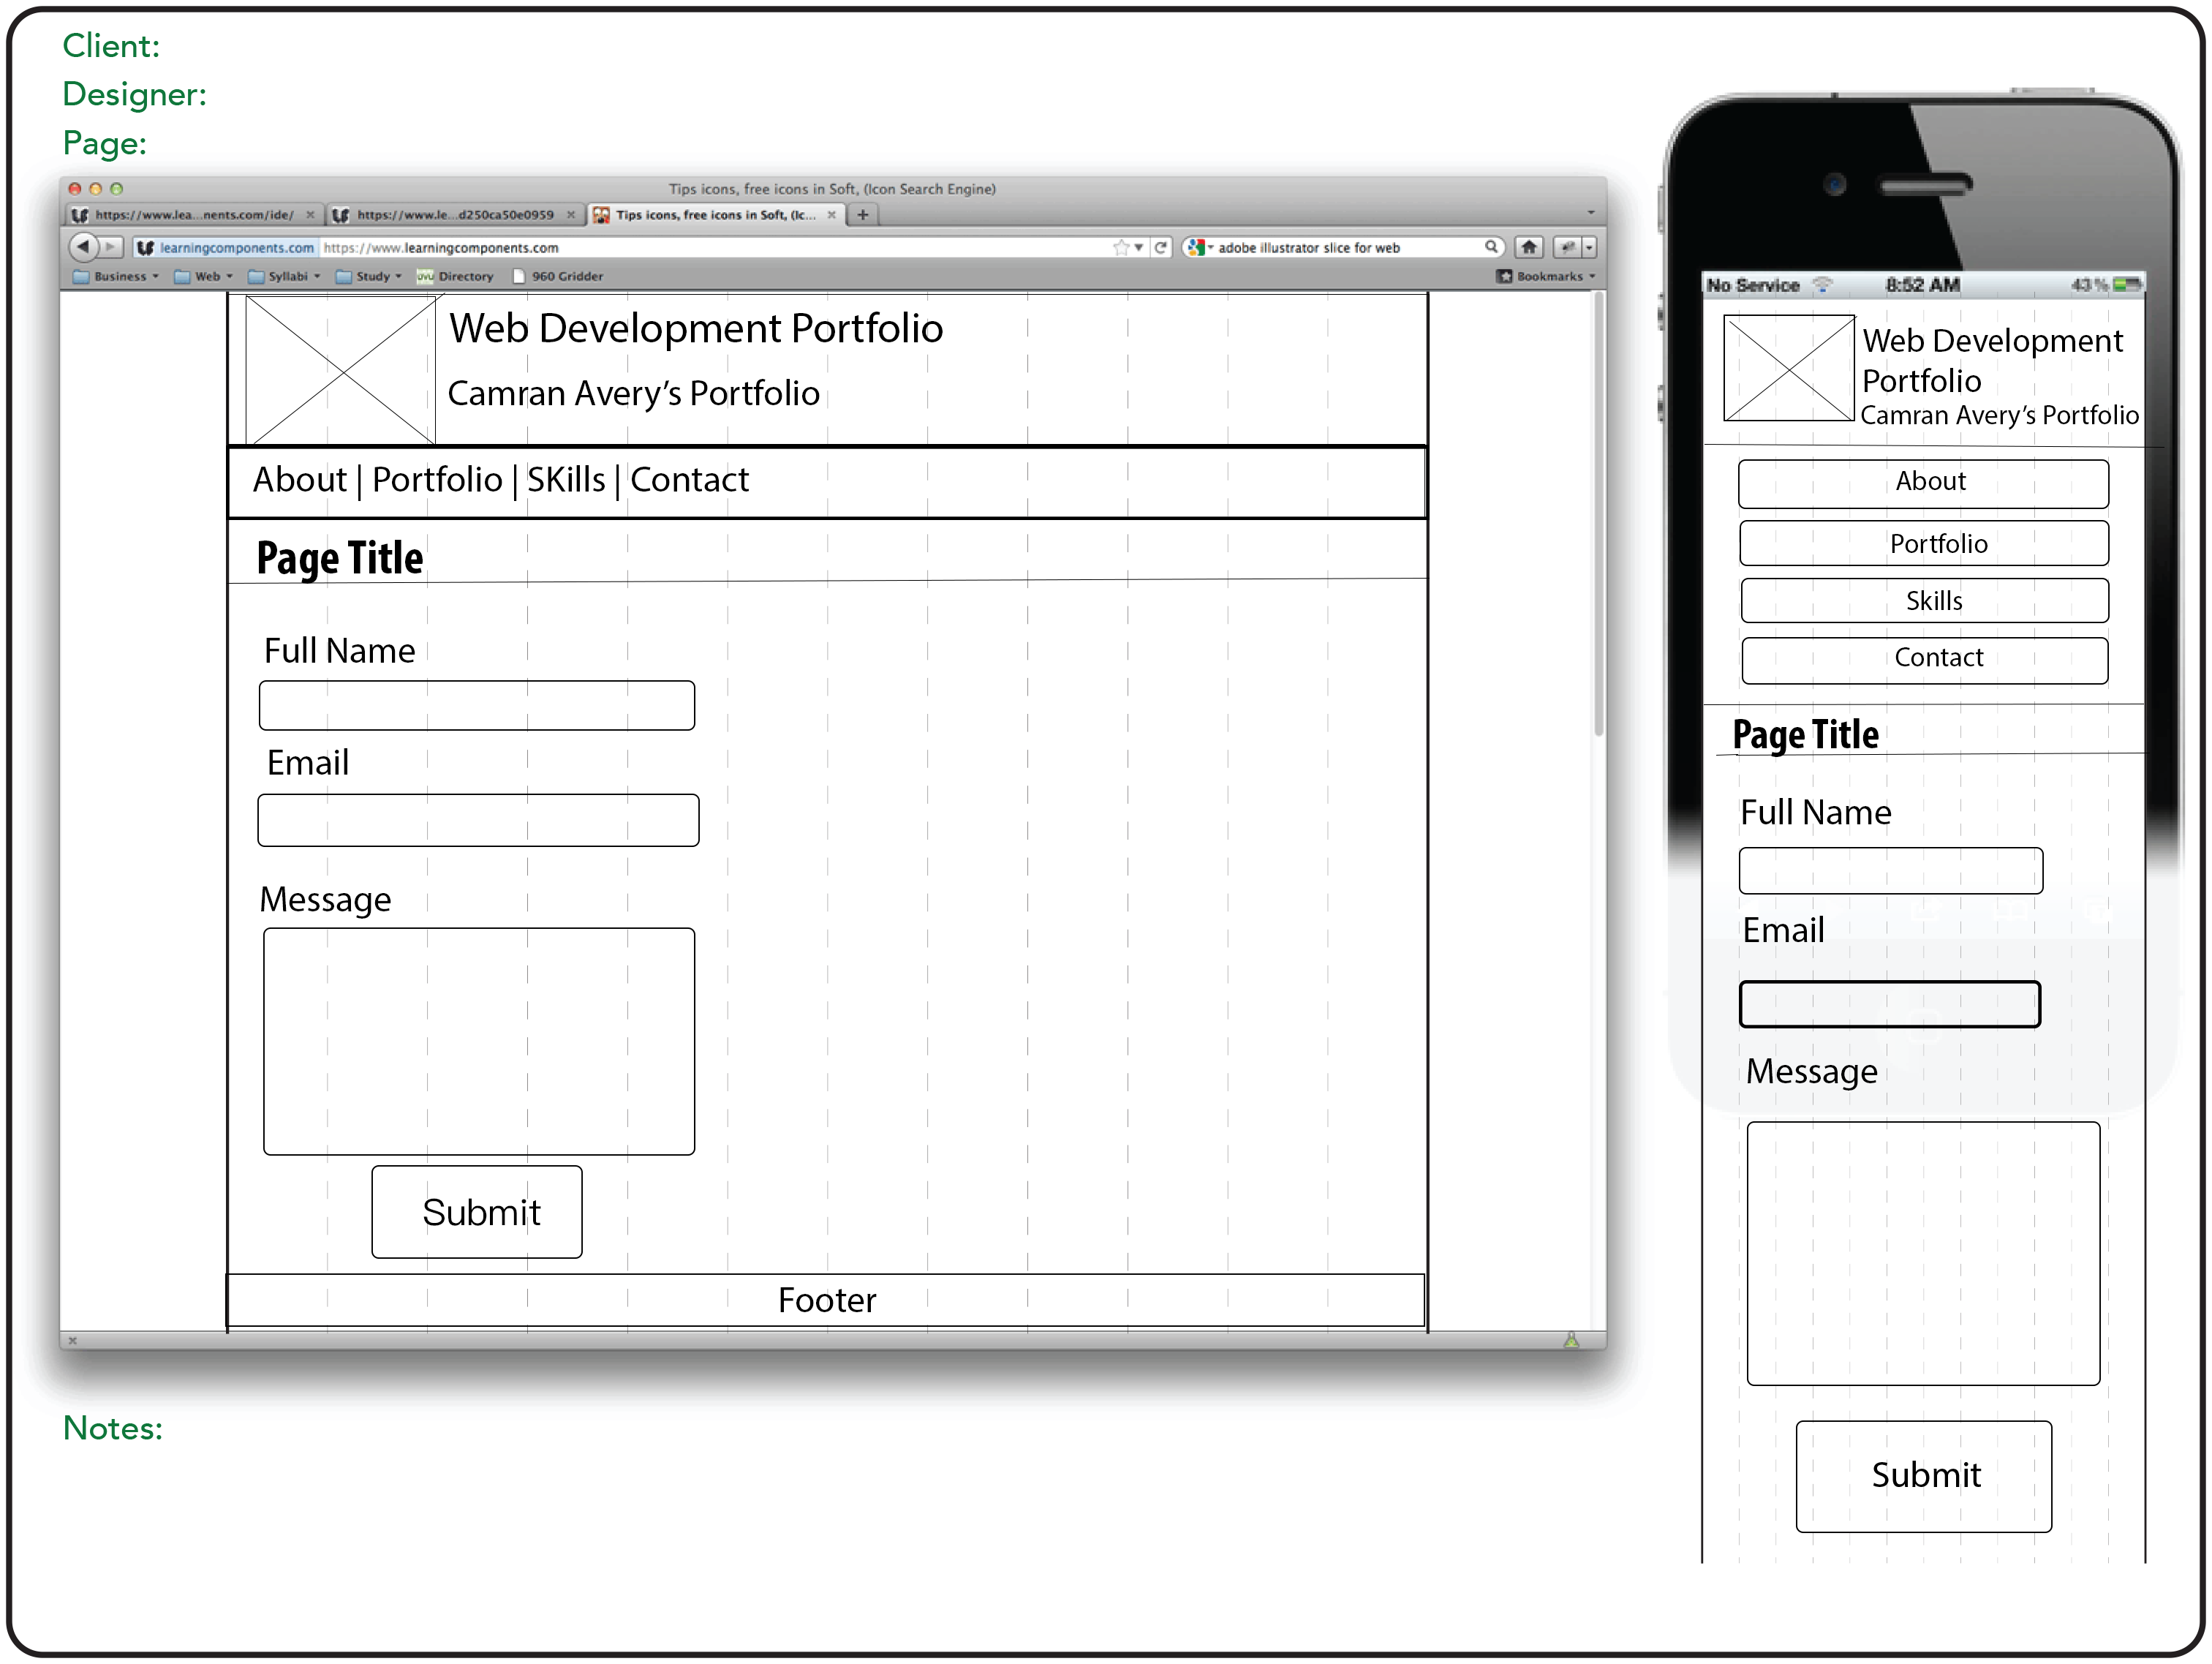 Client:
Designer:
Page:
Tips icons, free icons in Soft, (Icon Search Engine)
https://www.lea...nents.com/ide/
https://www.le...d250ca50e0959
Tips icons, free icons in Soft, (Ic...
learningcomponents.com https://www.learningcomponents.com
adobe illustrator slice for web
Business Web Syllabi Study UVU Directory 960 Gridder Bookmarks
Web Development Portfolio
Camran Avery’s Portfolio
About | Portfolio | SKills | Contact
Page Title
Full Name
Email
Message
Submit
Footer
Notes:
No Service 8:52 AM 43%
Web Development
Portfolio
Camran Avery’s Portfolio
About
Portfolio
Skills
Contact
Page Title
Full Name
Email
Message
Submit